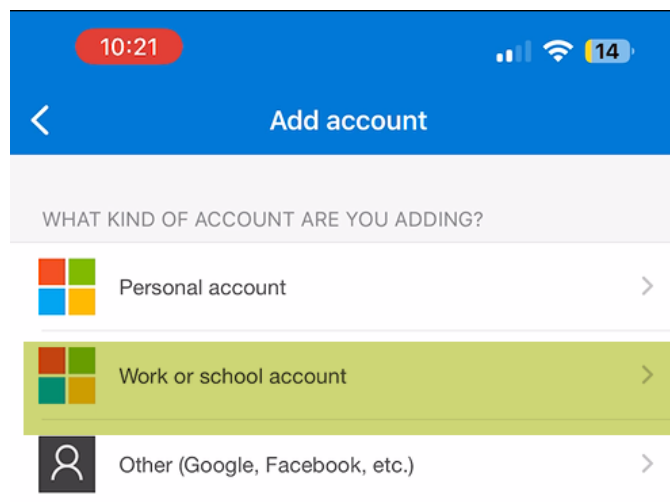 10:21
14
Add account
WHAT KIND OF ACCOUNT ARE YOU ADDING?
Personal account
Work or school account
Other (Google, Facebook, etc.)